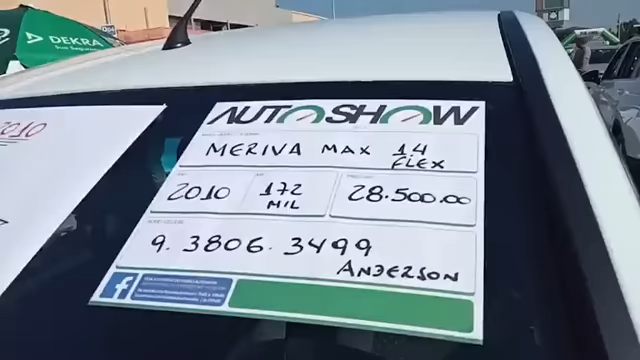 DEKRA
2010
AUTOSHOW
MERIVA MAX 1.4
FLEX
2010 172 28.500.00
MIL
9.3806.3499
ANDERSON